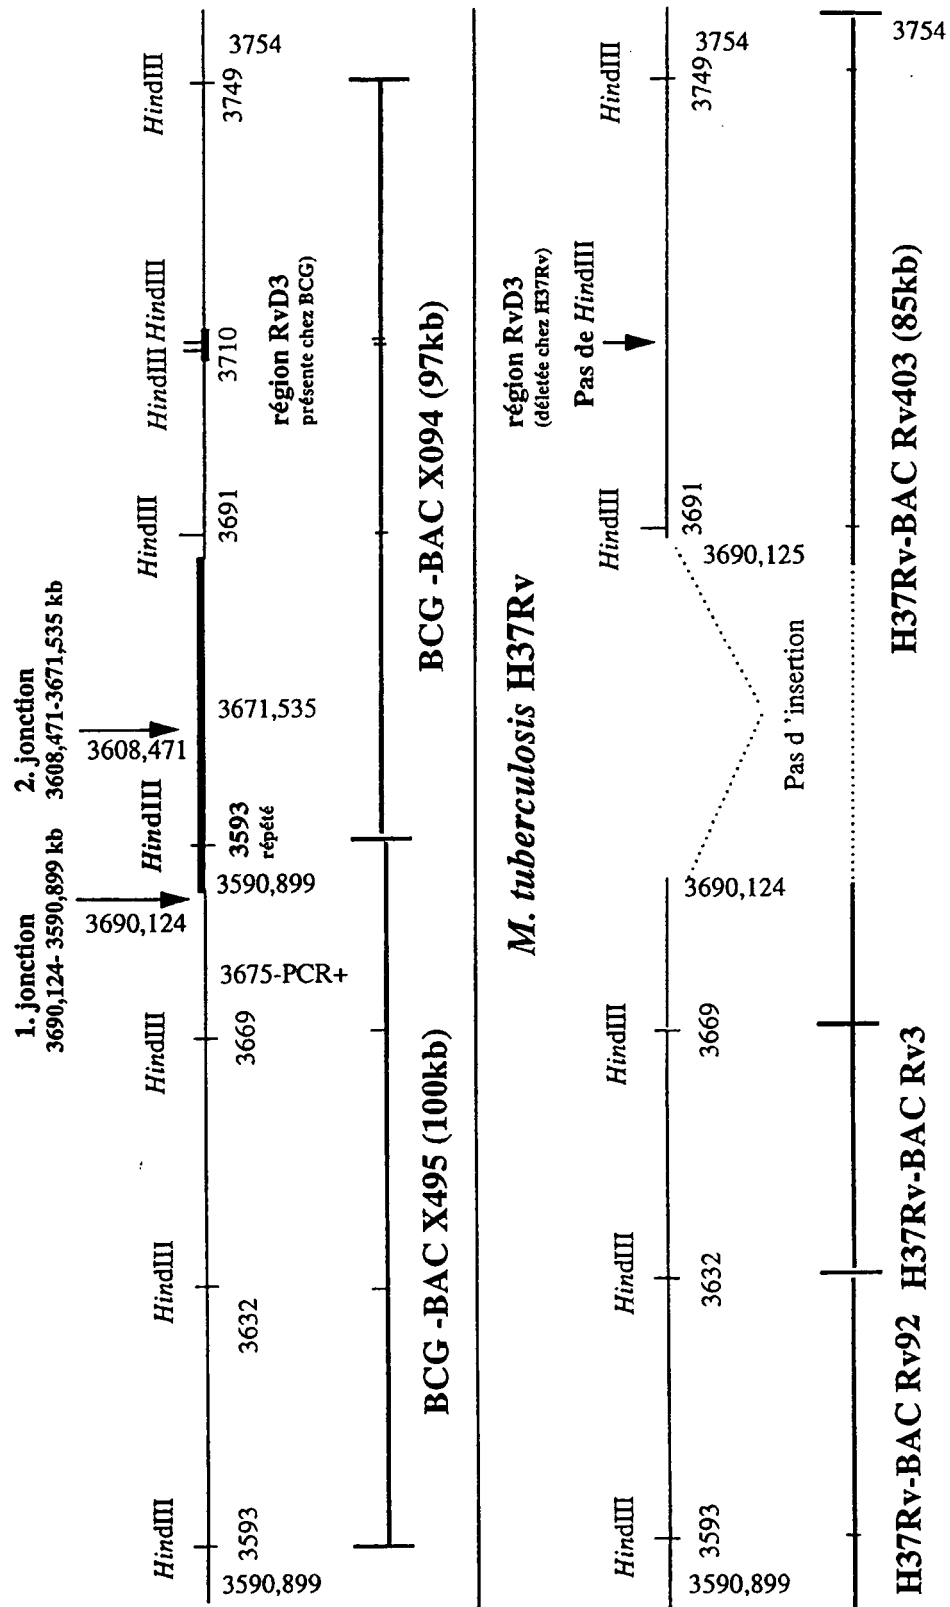 1. jonction
3690,124- 3590,899 kb
2. jonction
3608,471-3671,535 kb
3690,124
3608,471
HindIII
HindIII
HindIII
HindIII
HindIII
HindIII HindIII
HindIII
3590,899
3593
3632
3669
3675-PCR+
3590,899
3593
répété
3671,535
3691
3710
3749
3754
région RvD3
présente chez BCG)
BCG -BAC X495 (100kb)
BCG -BAC X094 (97kb)
M. tuberculosis H37Rv
région RvD3
(délétée chez H37Rv)
Pas de HindIII
HindIII
HindIII
HindIII
HindIII
HindIII
3590,899
3593
3632
3669
3690,124
3690,125
3691
3749
3754
Pas d'insertion
3754
H37Rv-BAC Rv92
H37Rv-BAC Rv3
H37Rv-BAC Rv403 (85kb)